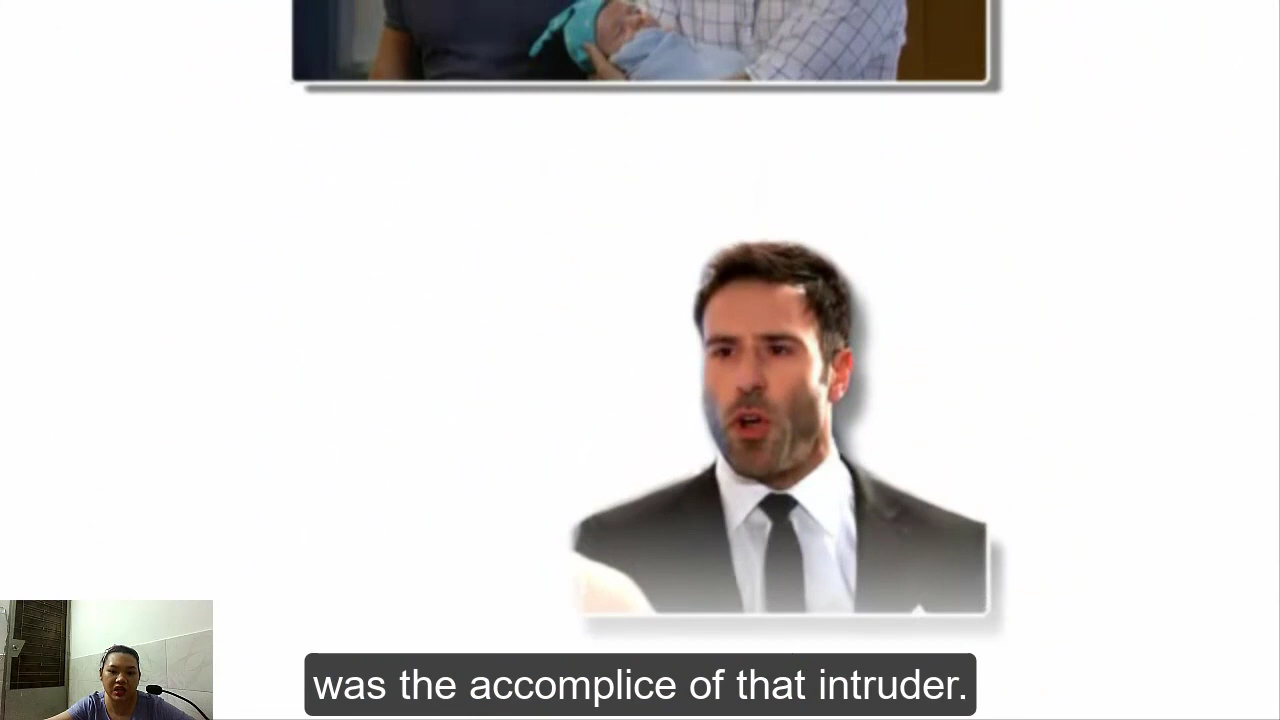 was the accomplice of that intruder.